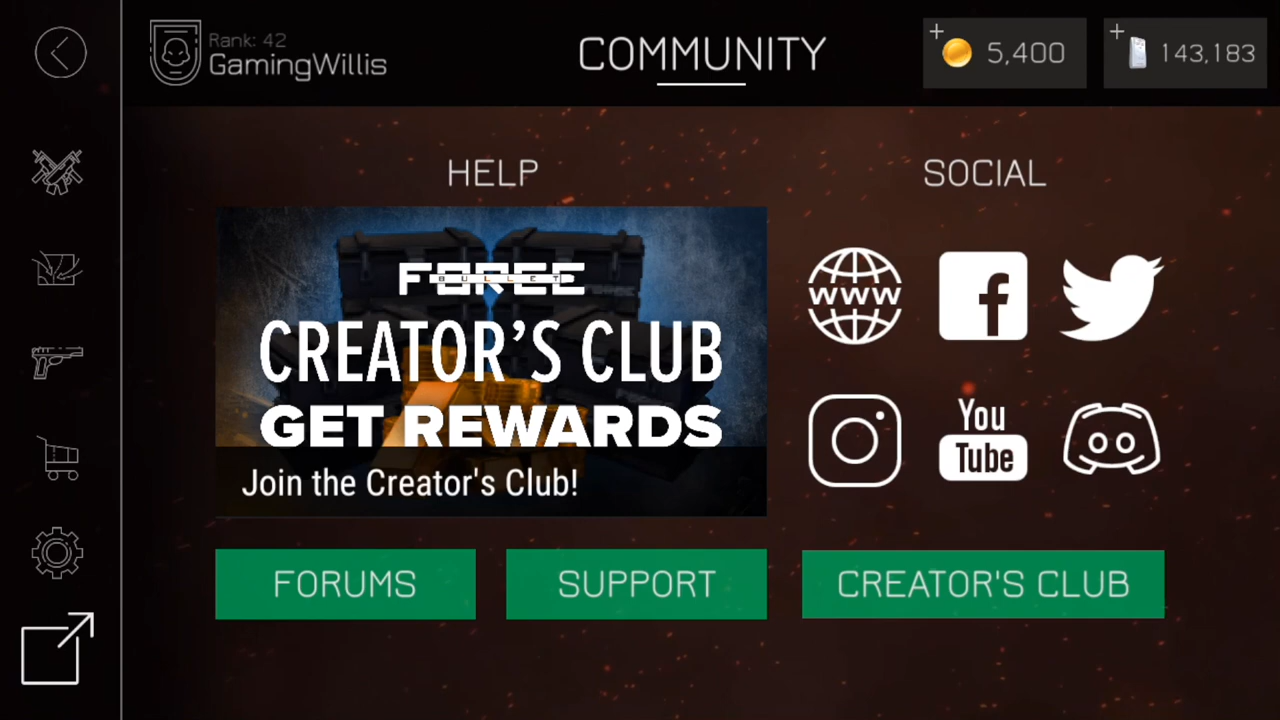 Rank: 42
GamingWillis
COMMUNITY
5,400
143,183
HELP
SOCIAL
BULLET
FORCE
CREATOR'S CLUB
GET REWARDS
Join the Creator's Club!
WWW
You
Tube
FORUMS
SUPPORT
CREATOR'S CLUB